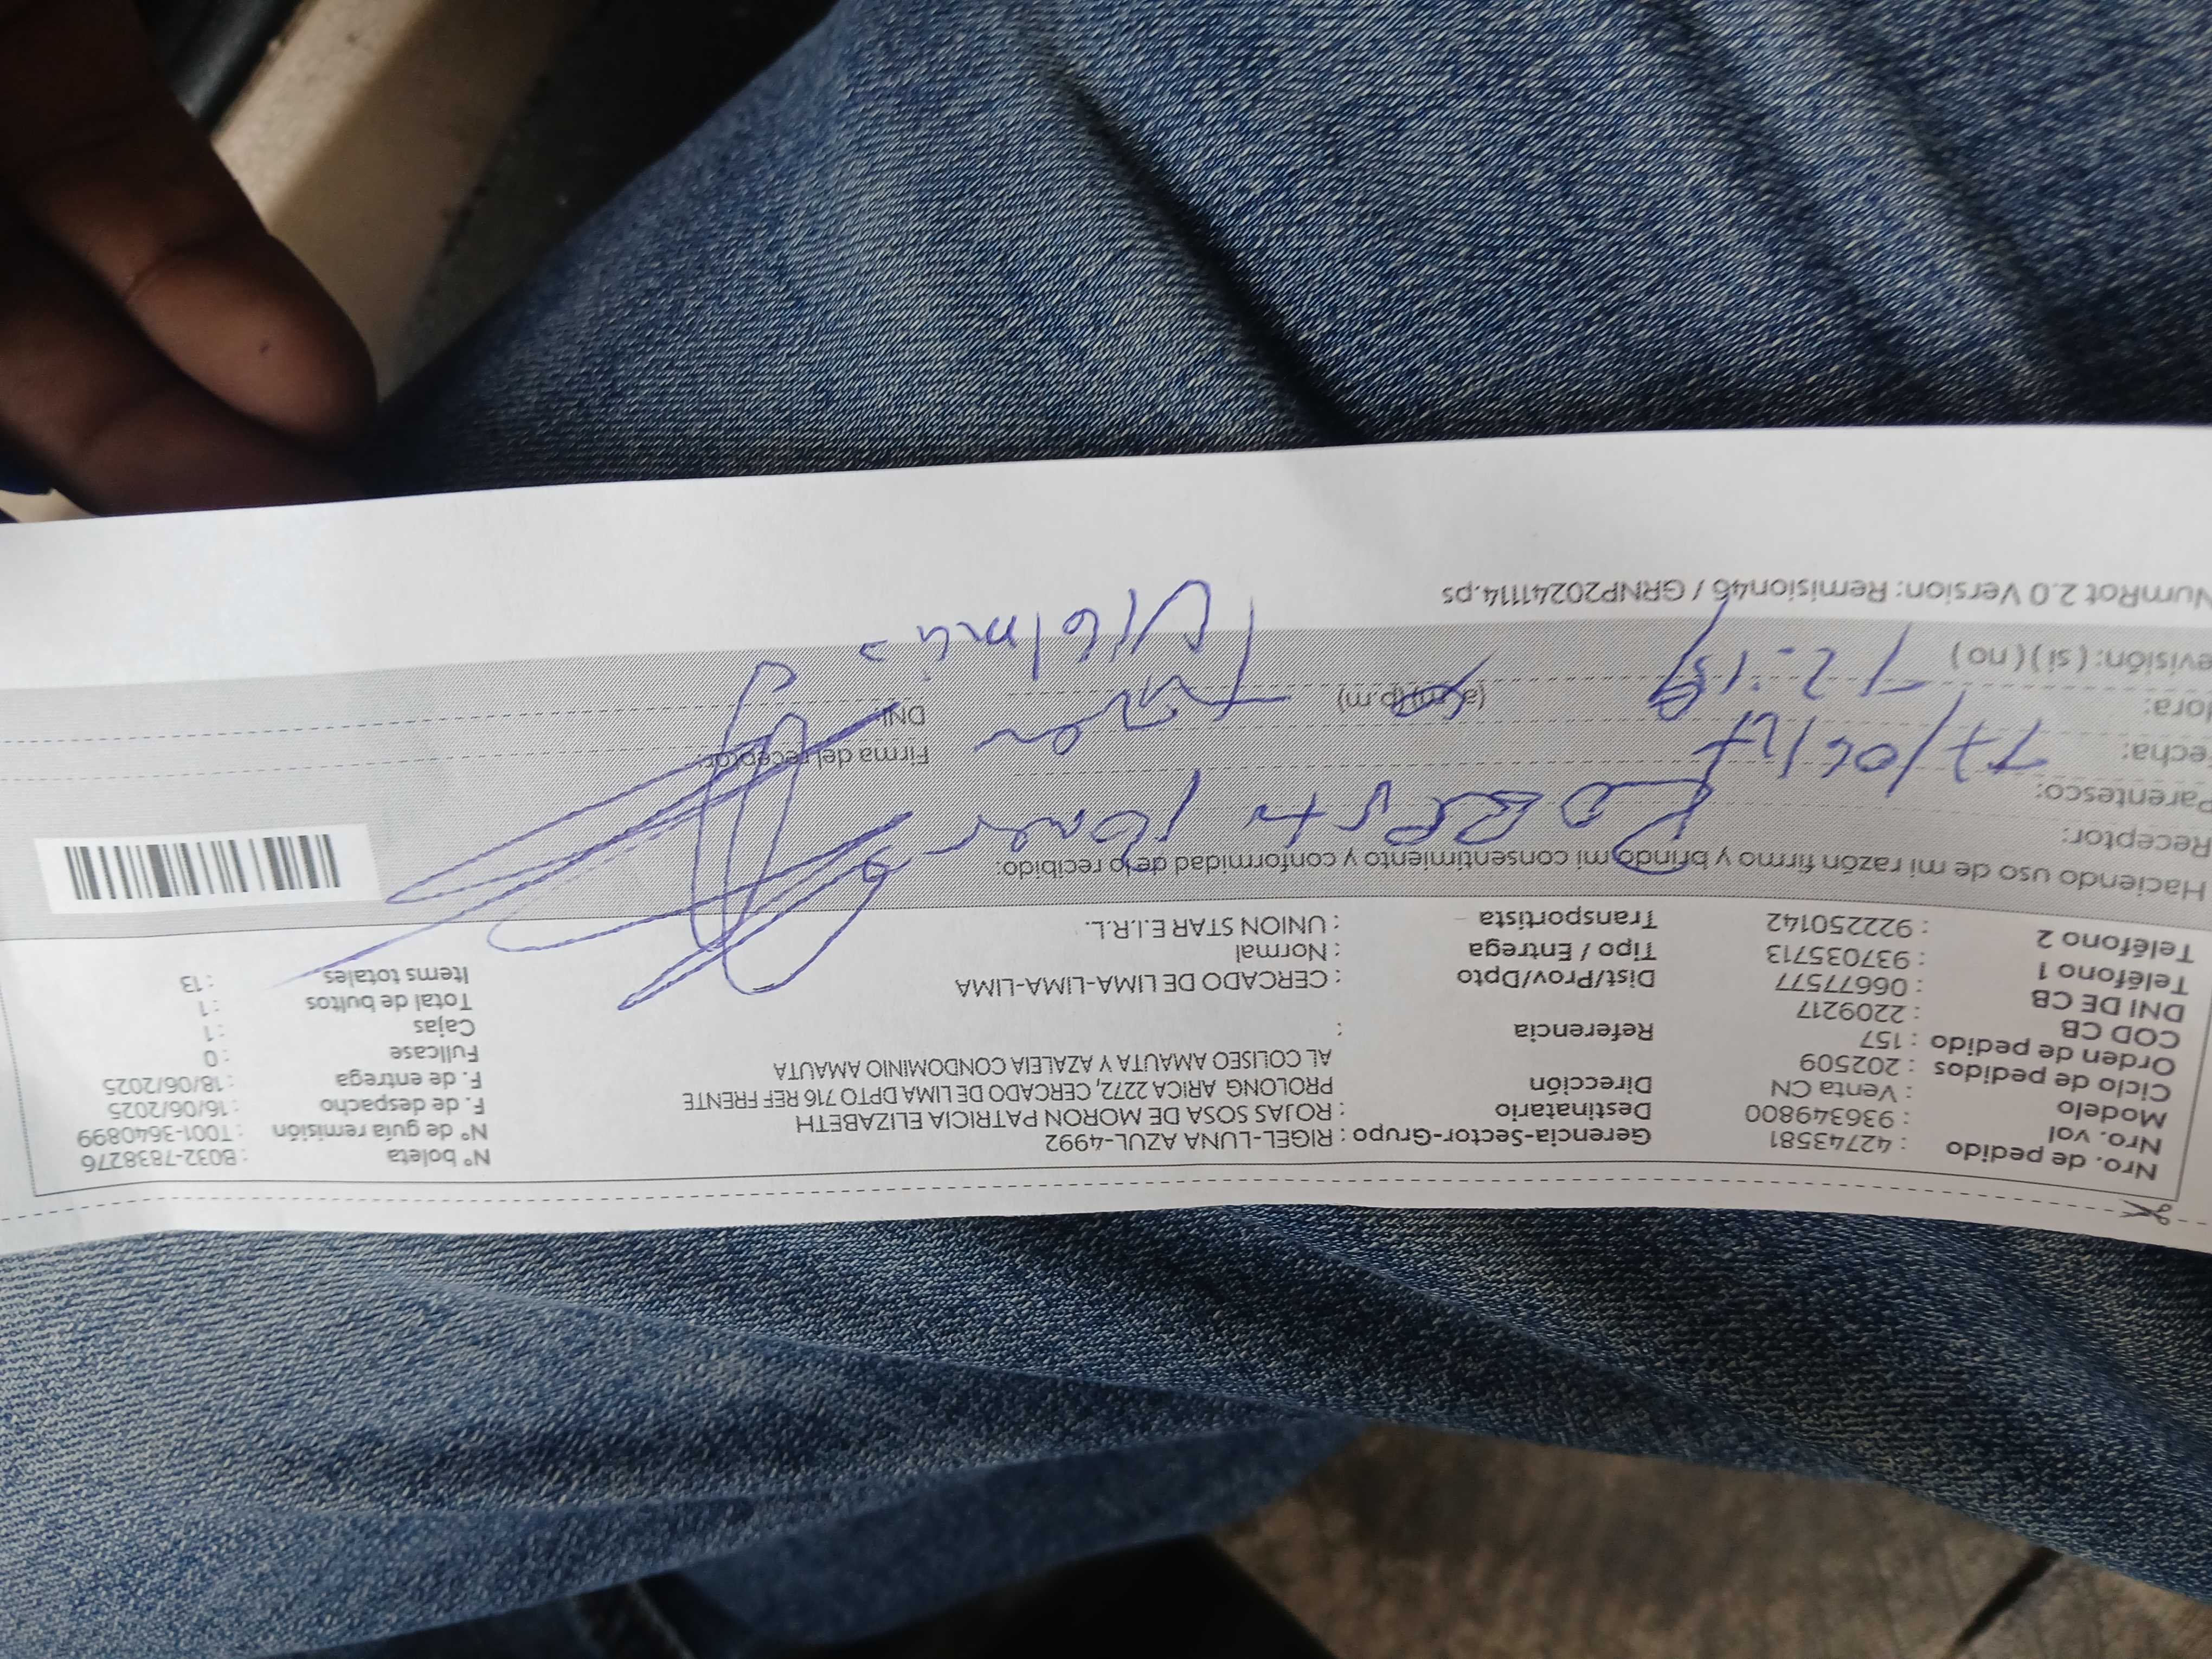 Nro. de pedido : 42743581 Gerencia-Sector-Grupo : RIGEL-LUNA AZUL-4992 N° boleta : B032-7838276
Nro. vol : 936349800 Destinatario : ROJAS SOSA DE MORON PATRICIA ELIZABETH N° de guía remisión : T001-3640899
Modelo : Venta CN Dirección PROLONG ARICA 2272, CERCADO DE LIMA DPTO 716 REF FRENTE F. de despacho : 16/06/2025
Ciclo de pedidos : 202509 AL COLISEO AMAUTA Y AZALEIA CONDOMINIO AMAUTA F. de entrega : 18/06/2025
Orden de pedido : 157 Referencia : Fullcase : 0
COD CB : 2209217 Cajas : 1
DNI DE CB : 06677577 Dist/Prov/Dpto : CERCADO DE LIMA-LIMA-LIMA Total de bultos : 1
Teléfono 1 : 937035713 Tipo / Entrega : Normal Items totales : 13
Teléfono 2 : 922250142 Transportista : UNION STAR E.I.R.L.
Haciendo uso de mi razón firmo y brindo mi consentimiento y conformidad de lo recibido:
Receptor:
Parentesco:
Fecha: Firma del receptor:
Hora: 12:18 (a.m)(p.m) DNI:
evisión: ( si ) ( no )
NumRot 2.0 Version: Remision46 / GRNP20241114.ps